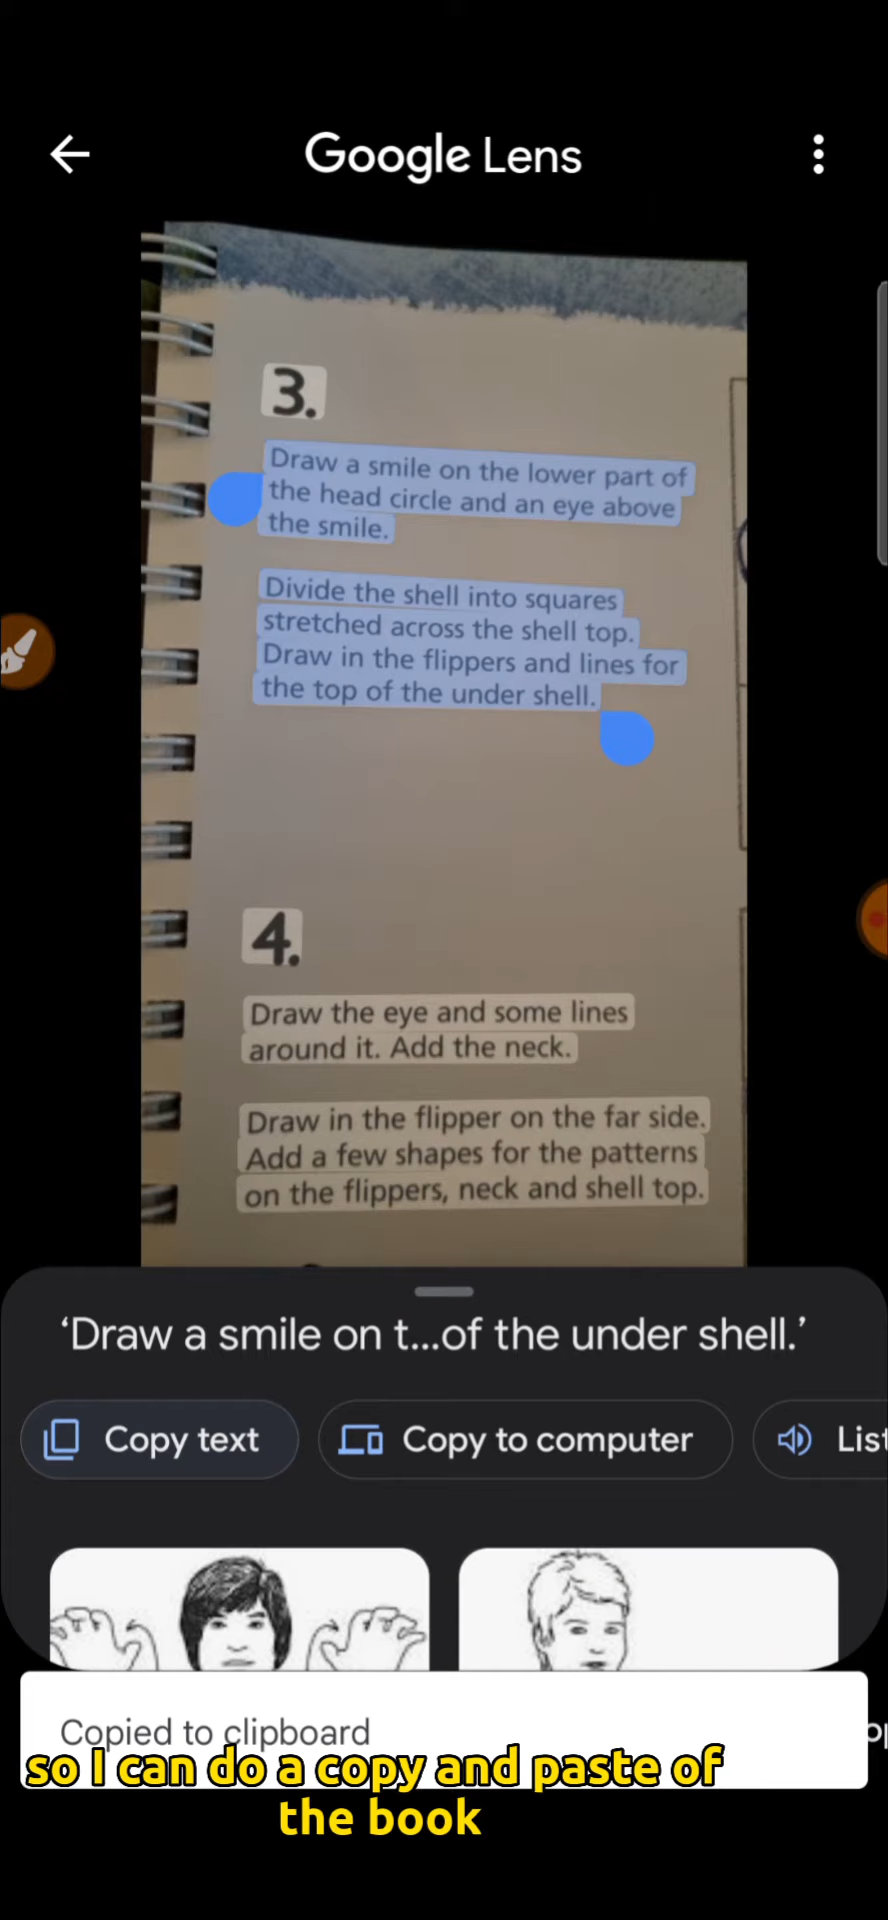 Google Lens
3.
Draw a smile on the lower part of
the head circle and an eye above
the smile.
Divide the shell into squares
stretched across the shell top.
Draw in the flippers and lines for
the top of the under shell.
4.
Draw the eye and some lines
around it. Add the neck.
Draw in the flipper on the far side.
Add a few shapes for the patterns
on the flippers, neck and shell top.
‘Draw a smile on t...of the under shell.’
Copy text
Copy to computer
List
Copied to clipboard
so I can do a copy and paste of
the book